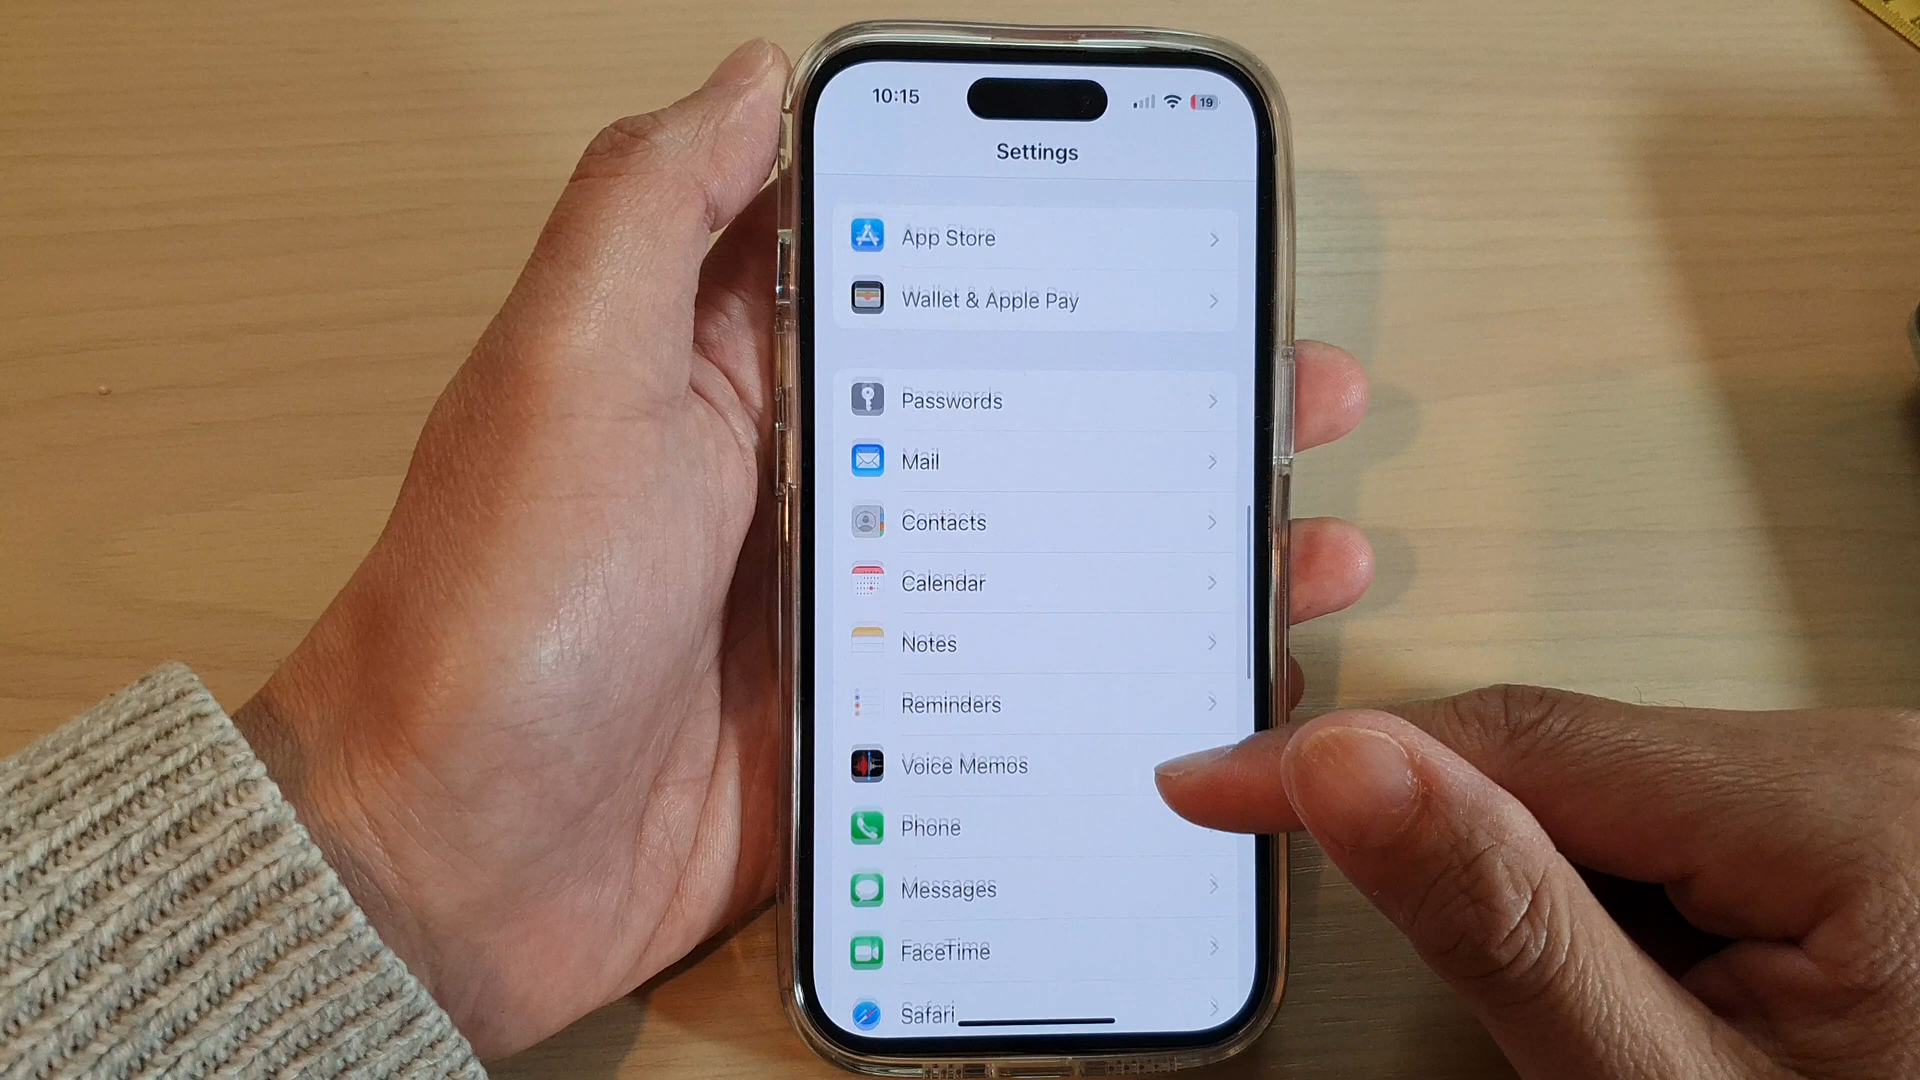 10:15
19
Settings
App Store
Wallet & Apple Pay
Passwords
Mail
Contacts
Calendar
Notes
Reminders
Voice Memos
Phone
Messages
FaceTime
Safari